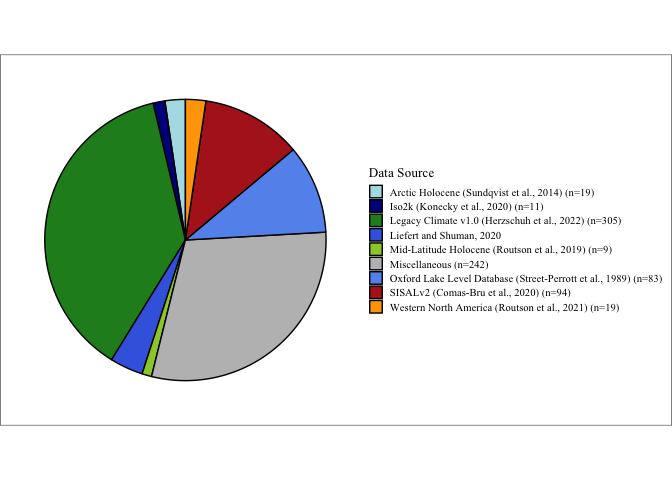 Data Source
Arctic Holocene (Sundqvist et al., 2014) (n=19)
Iso2k (Konecky et al., 2020) (n=11)
Legacy Climate v1.0 (Herzschuh et al., 2022) (n=305)
Liefert and Shuman, 2020
Mid-Latitude Holocene (Routson et al., 2019) (n=9)
Miscellaneous (n=242)
Oxford Lake Level Database (Street-Perrott et al., 1989) (n=83)
SISALv2 (Comas-Bru et al., 2020) (n=94)
Western North America (Routson et al., 2021) (n=19)